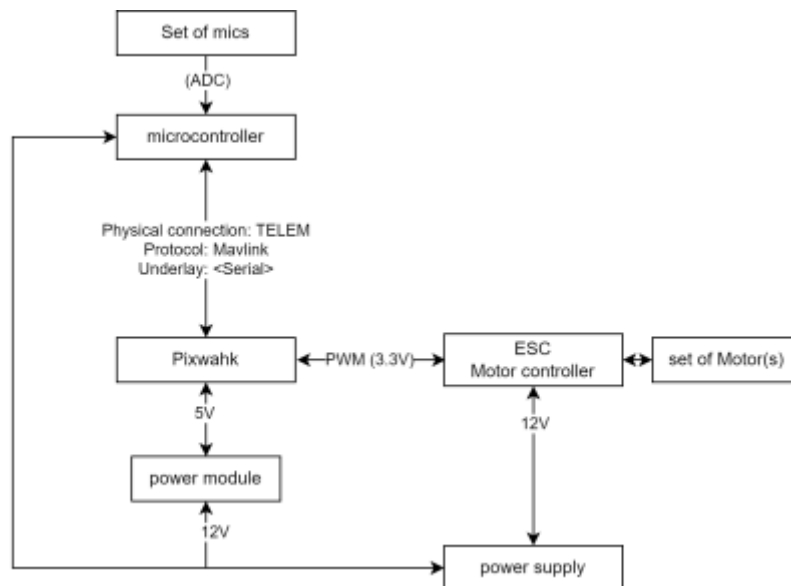 Set of mics
(ADC)
microcontroller
Physical connection: TELEM
Protocol: Mavlink
Underlay: <Serial>
Pixwahk
PWM (3.3V)
ESC
Motor controller
set of Motor(s)
5V
12V
power module
12V
power supply